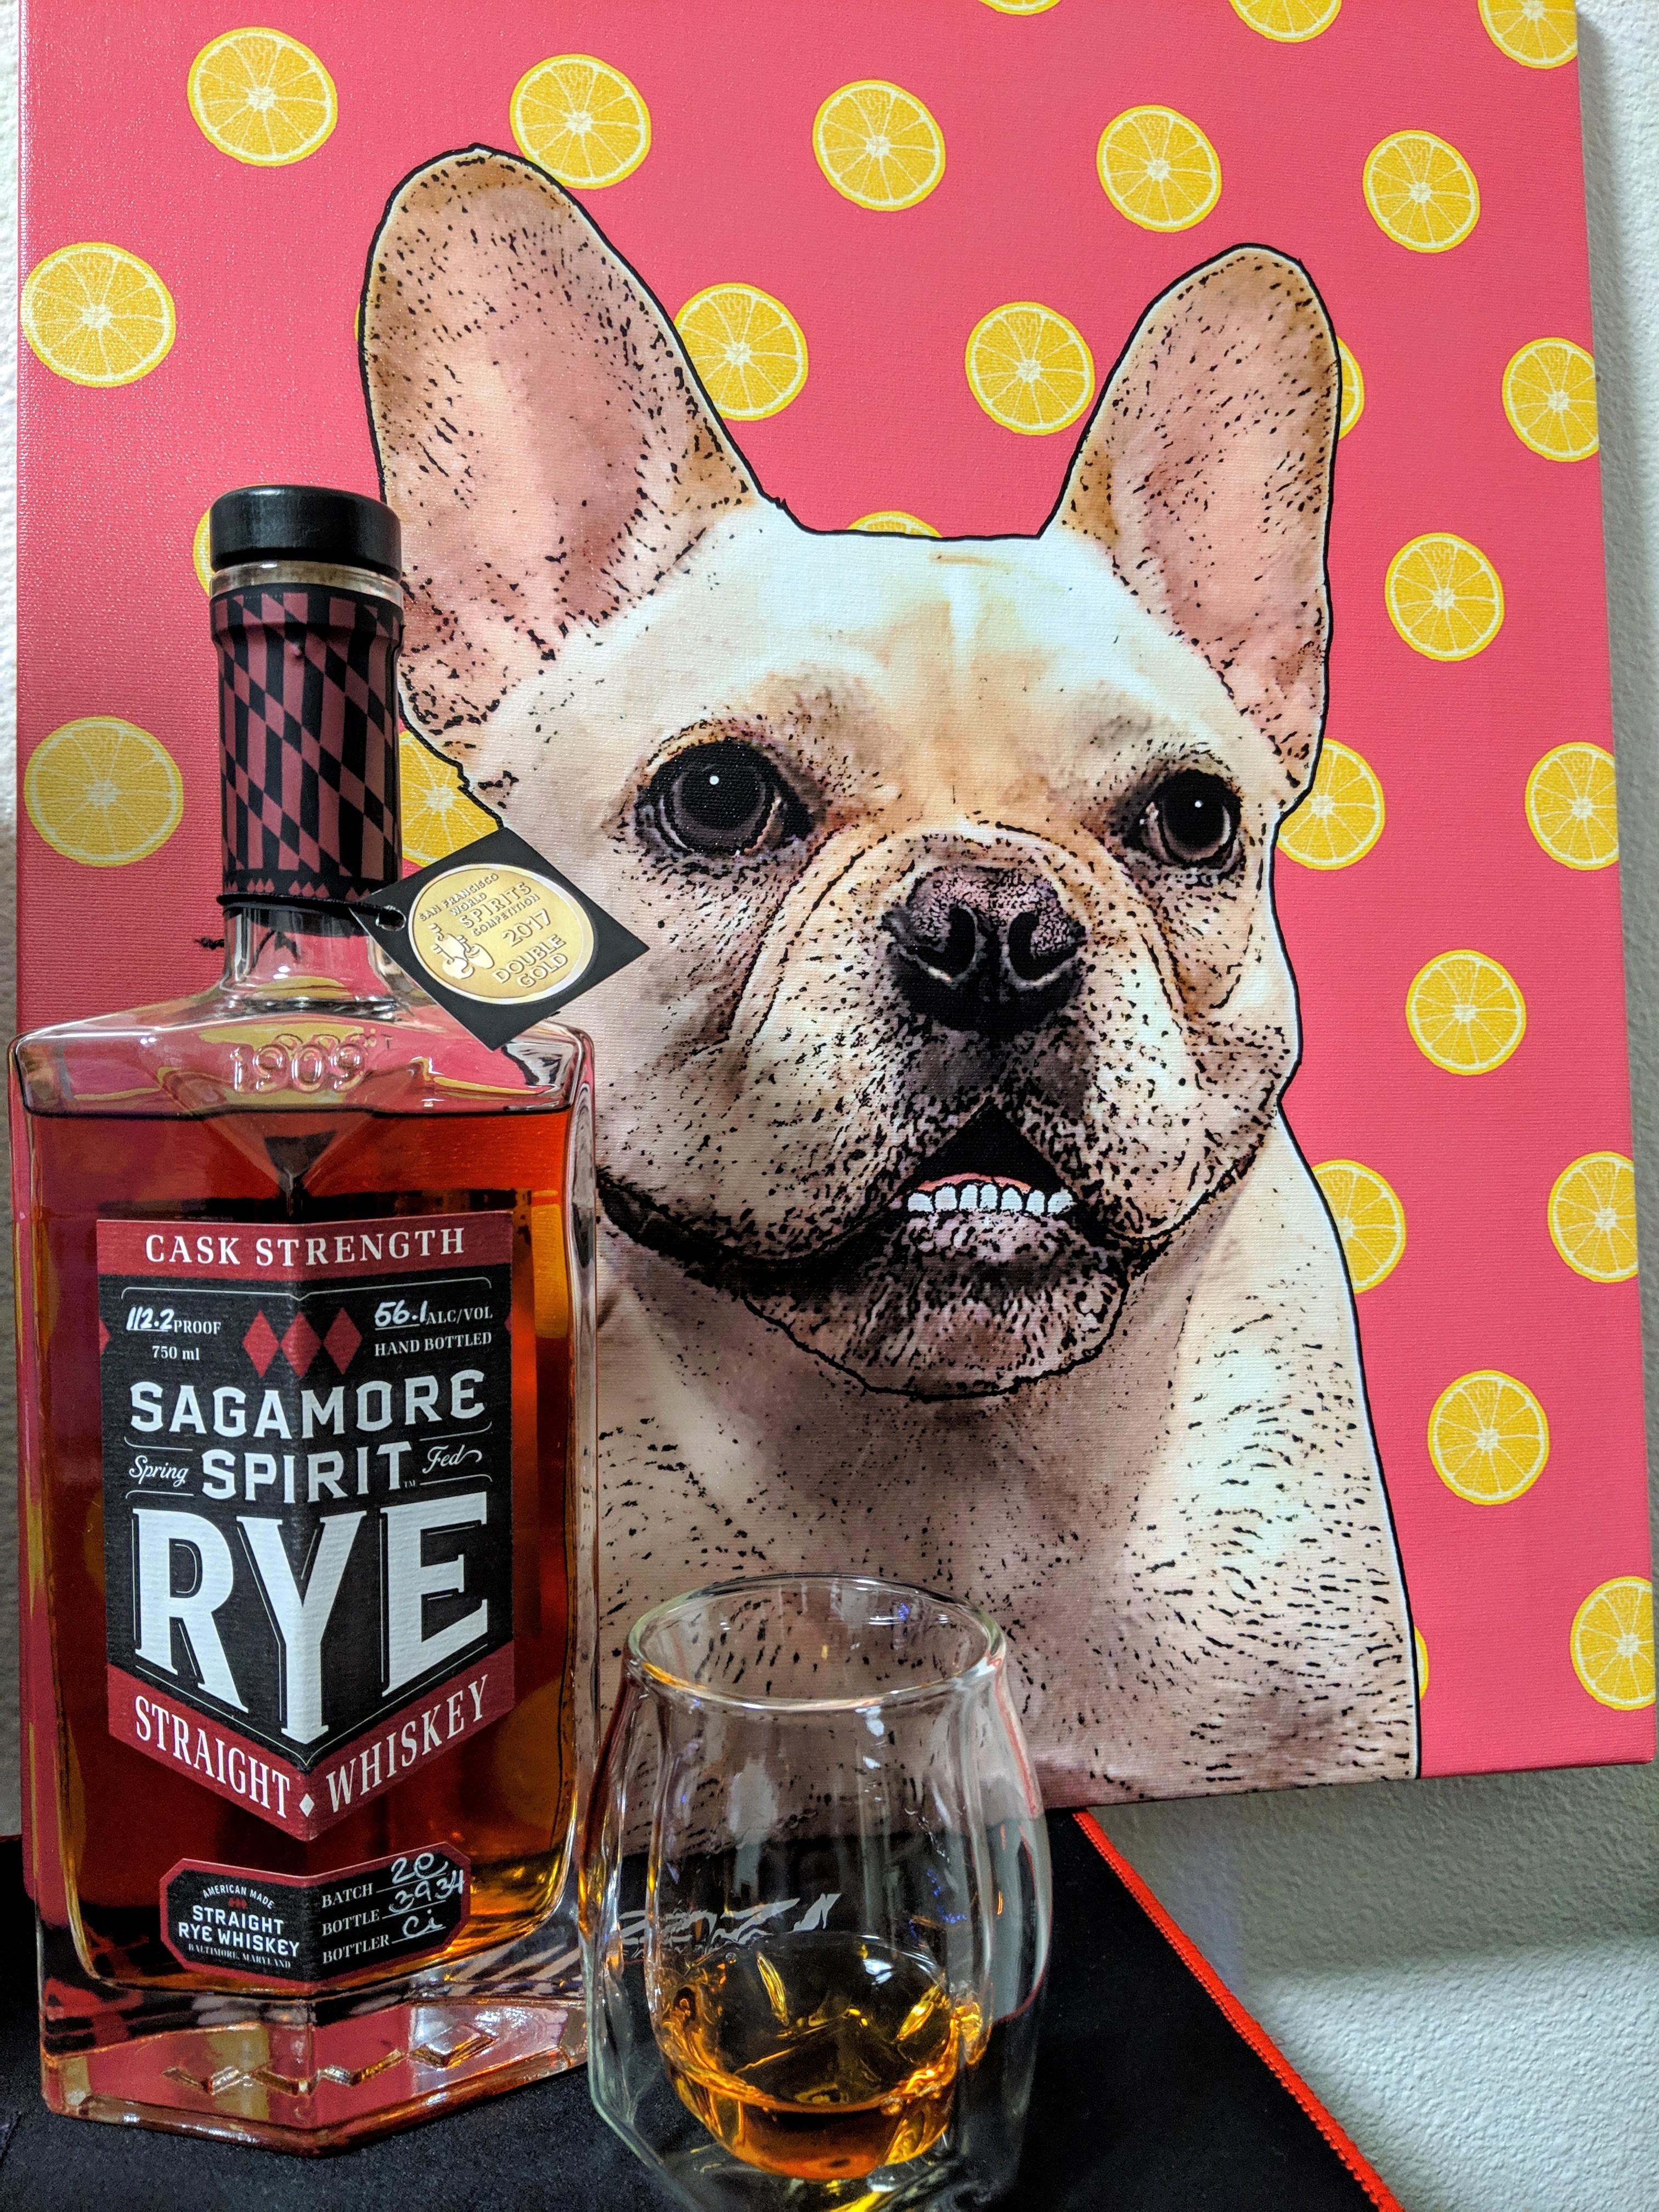 SAN FRANCISCO
WORLD
SPIRITS
COMPETITION
2017
DOUBLE
GOLD
1909
CASK STRENGTH
112.2 PROOF
750 ml
56.1 ALC/VOL
HAND BOTTLED
SAGAMORE
Spring SPIRIT™ Fed
RYE
STRAIGHT WHISKEY
AMERICAN MADE
STRAIGHT
RYE WHISKEY
BALTIMORE, MARYLAND
BATCH 2e
BOTTLE 3934
BOTTLER Ci